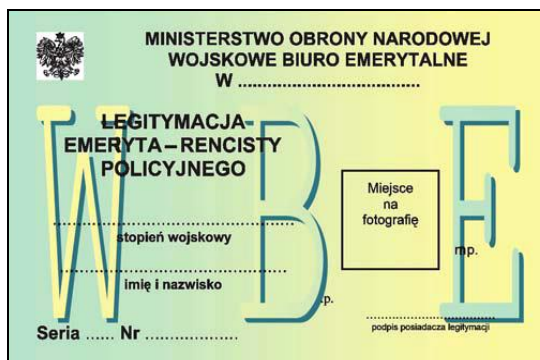 MINISTERSTWO OBRONY NARODOWEJ
WOJSKOWE BIURO EMERYTALNE
W ....................................
LEGITYMACJA
EMERYTA – RENCISTY
POLICYJNEGO
Miejsce
na
fotografię
stopień wojskowy
mp.
imię i nazwisko
.p.
podpis posiadacza legitymacji
Seria ...... Nr ..................
W B E